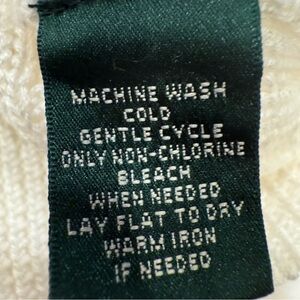 MACHINE WASH
COLD
GENTLE CYCLE
ONLY NON-CHLORINE
BLEACH
WHEN NEEDED
LAY FLAT TO DRY
WARM IRON
IF NEEDED